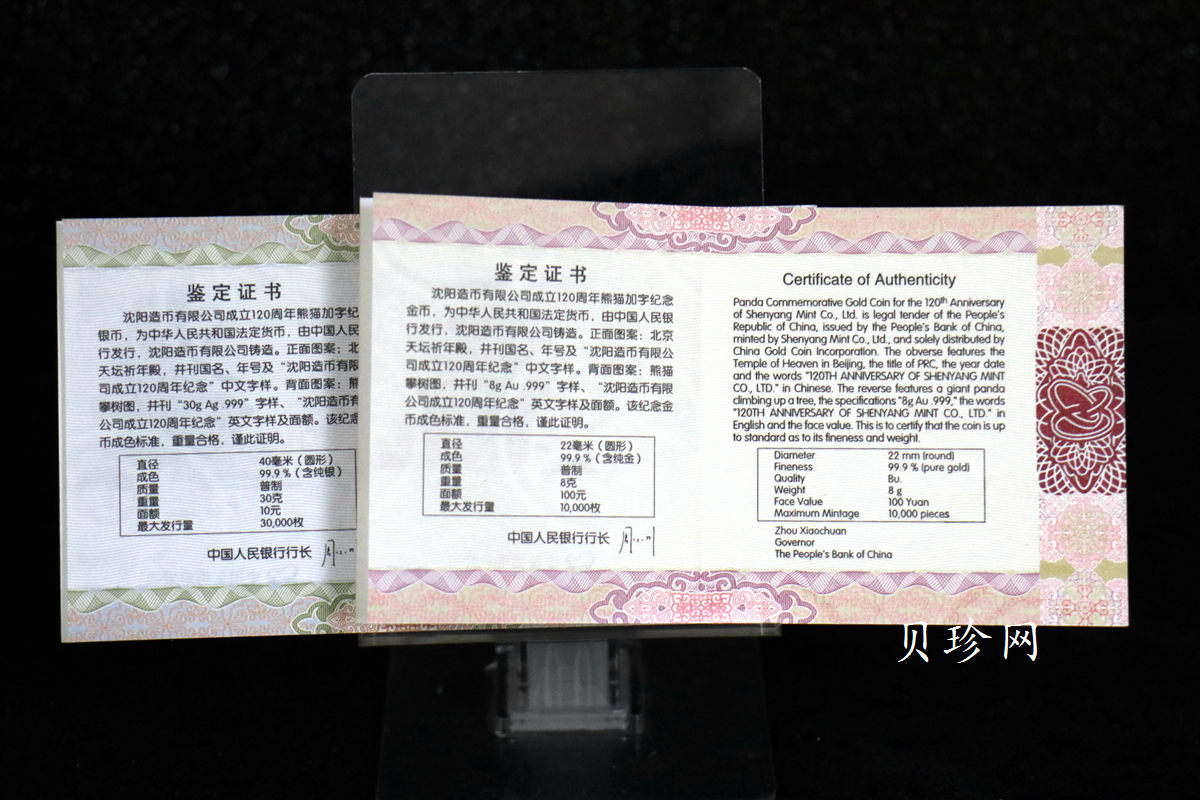 鉴定证书
沈阳造币有限公司成立120周年熊猫加字纪
银币，为中华人民共和国法定货币，由中国人民
行发行，沈阳造币有限公司铸造。正面图案：北
天坛祈年殿，并刊国名、年号及“沈阳造币有限
司成立120周年纪念”中文字样。背面图案：熊
攀树图，并刊“30g Ag .999”字样、“沈阳造币有
公司成立120周年纪念”英文字样及面额。该纪念
币成色标准，重量合格，谨此证明。
直径 40毫米（圆形）
成色 99.9％（含纯银）
质量 普制
重量 30克
面额 10元
最大发行量 30,000枚
中国人民银行行长
鉴定证书
沈阳造币有限公司成立120周年熊猫加字纪念
金币，为中华人民共和国法定货币，由中国人民银
行发行，沈阳造币有限公司铸造。正面图案：北京
天坛祈年殿，并刊国名、年号及“沈阳造币有限公
司成立120周年纪念”中文字样。背面图案：熊猫
攀树图，并刊“8g Au .999”字样、“沈阳造币有限
公司成立120周年纪念”英文字样及面额。该纪念金
币成色标准，重量合格，谨此证明。
直径 22毫米（圆形）
成色 99.9％（含纯金）
质量 普制
重量 8克
面额 100元
最大发行量 10,000枚
中国人民银行行长
Certificate of Authenticity
Panda Commemorative Gold Coin for the 120th Anniversary
of Shenyang Mint Co., Ltd. is legal tender of the People's
Republic of China, issued by the People's Bank of China,
minted by Shenyang Mint Co., Ltd., and solely distributed by
China Gold Coin Incorporation. The obverse features the
Temple of Heaven in Beijing, the title of PRC, the year date
and the words "120TH ANNIVERSARY OF SHENYANG MINT
CO., LTD." in Chinese. The reverse features a giant panda
climbing up a tree, the specifications "8g Au .999," the words
"120TH ANNIVERSARY OF SHENYANG MINT CO., LTD." in
English and the face value. This is to certify that the coin is up
to standard as to its fineness and weight.
Diameter 22 mm (round)
Fineness 99.9 % (pure gold)
Quality Bu.
Weight 8 g
Face Value 100 Yuan
Maximum Mintage 10,000 pieces
Zhou Xiaochuan
Governor
The People's Bank of China
贝珍网